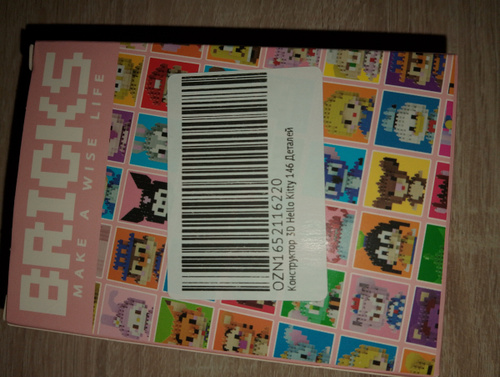 BRICKS
MAKE A WISE LIFE
OZN1652116220
Конструктор 3D Hello Kitty 146 Деталей